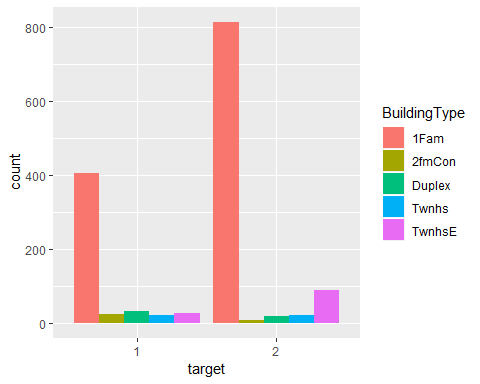 800
600
400
200
0
count
1
2
target
BuildingType
1Fam
2fmCon
Duplex
Twnhs
TwnhsE